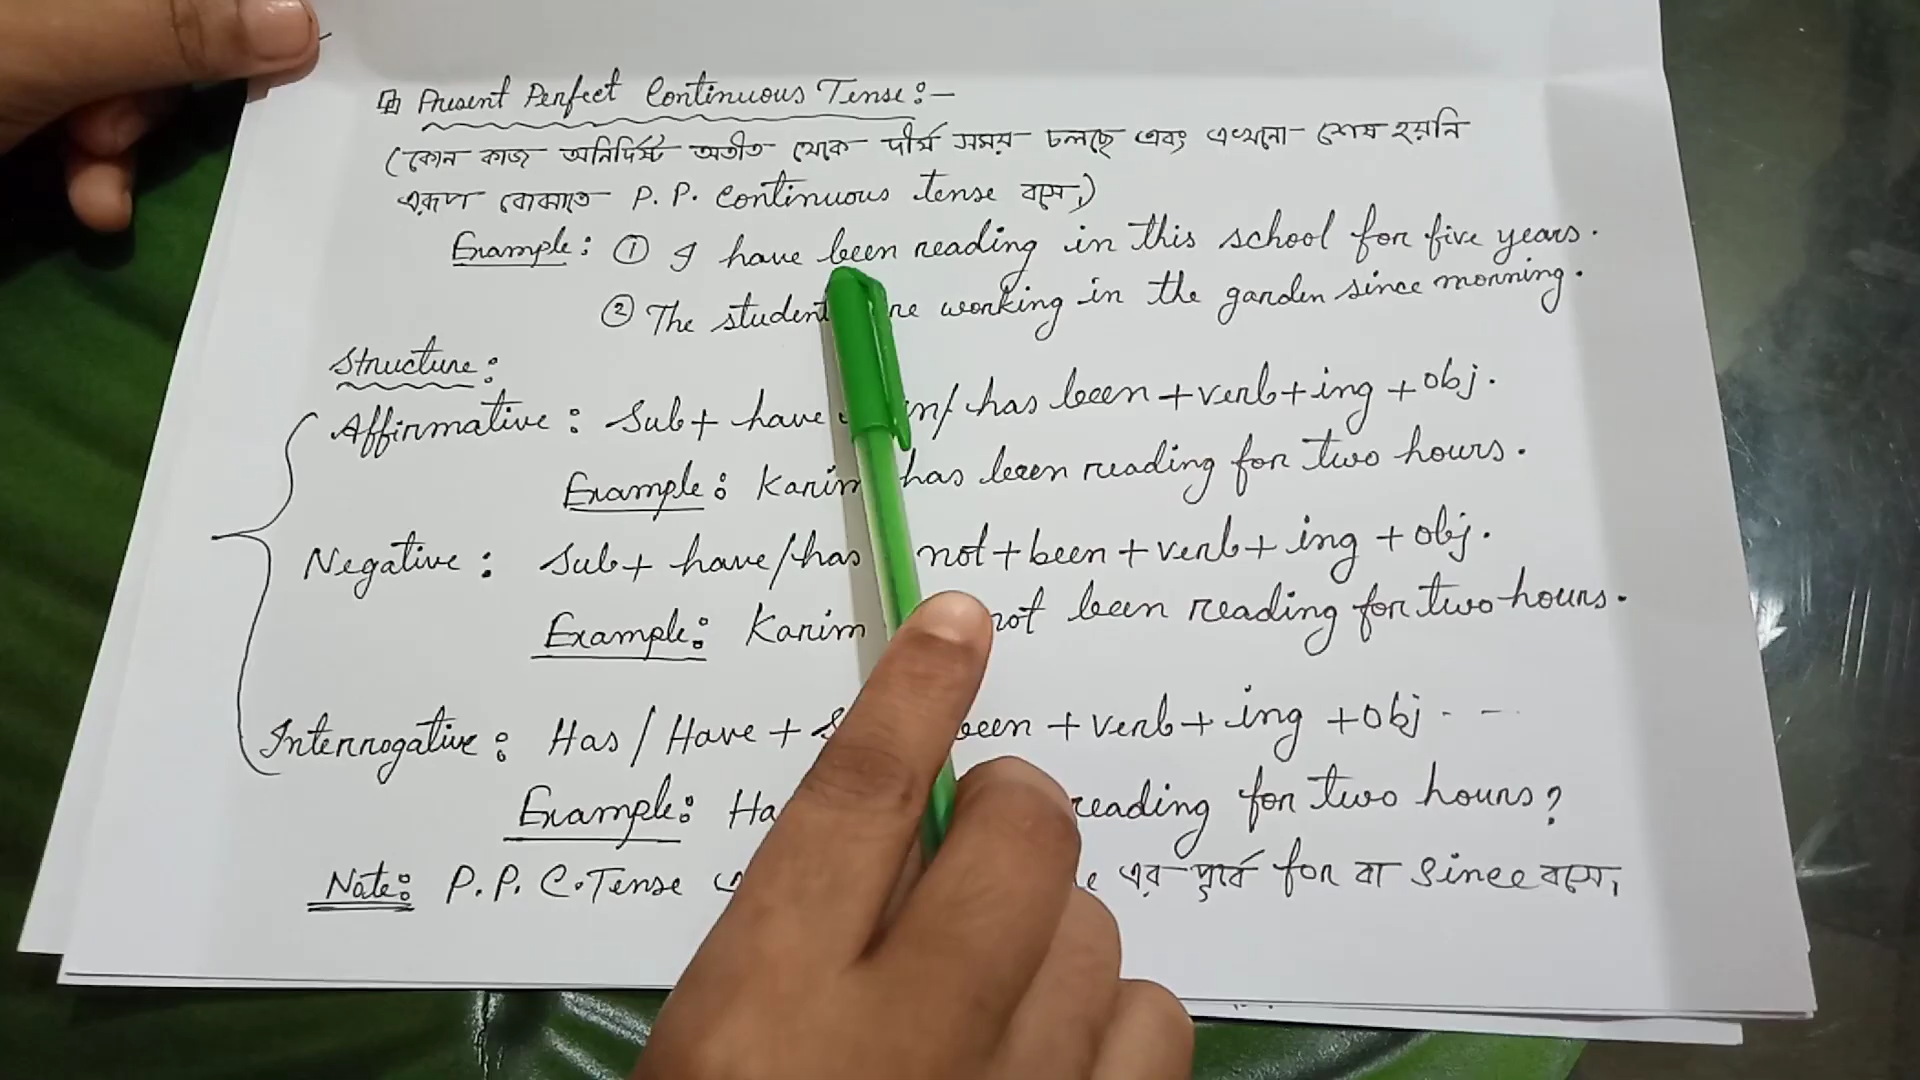 Present Perfect Continuous Tense:-
(কোন কাজ অনির্দিষ্ট অতীত থেকে দীর্ঘ সময় চলছে এবং এখনো শেষ হয়নি
এরূপ বোঝাতে P. P. Continuous tense বসে।)
Example: ① I have been reading in this school for five years.
② The student working in the garden since morning.
Structure:
Affirmative: Sub+ have / has been +verb+ing +obj.
Example: Karim has been reading for two hours.
Negative: Sub+ have/has not+been+verb+ing +obj.
Example: Karim not been reading for two hours.
Interrogative: Has/Have + been +verb+ing +obj - -
Example: reading for two hours?
Note: P. P. C. Tense এর পূর্বে for বা since বসে।